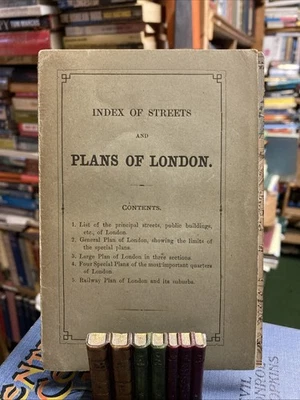 INDEX OF STREETS
AND
PLANS OF LONDON.
CONTENTS.
1. List of the principal streets, public buildings,
etc., of London.
2. General Plan of London, showing the limits of
the special plans.
3. Large Plan of London in three sections.
4. Four Special Plans of the most important quarters
of London.
5. Railway Plan of London and its suburbs.